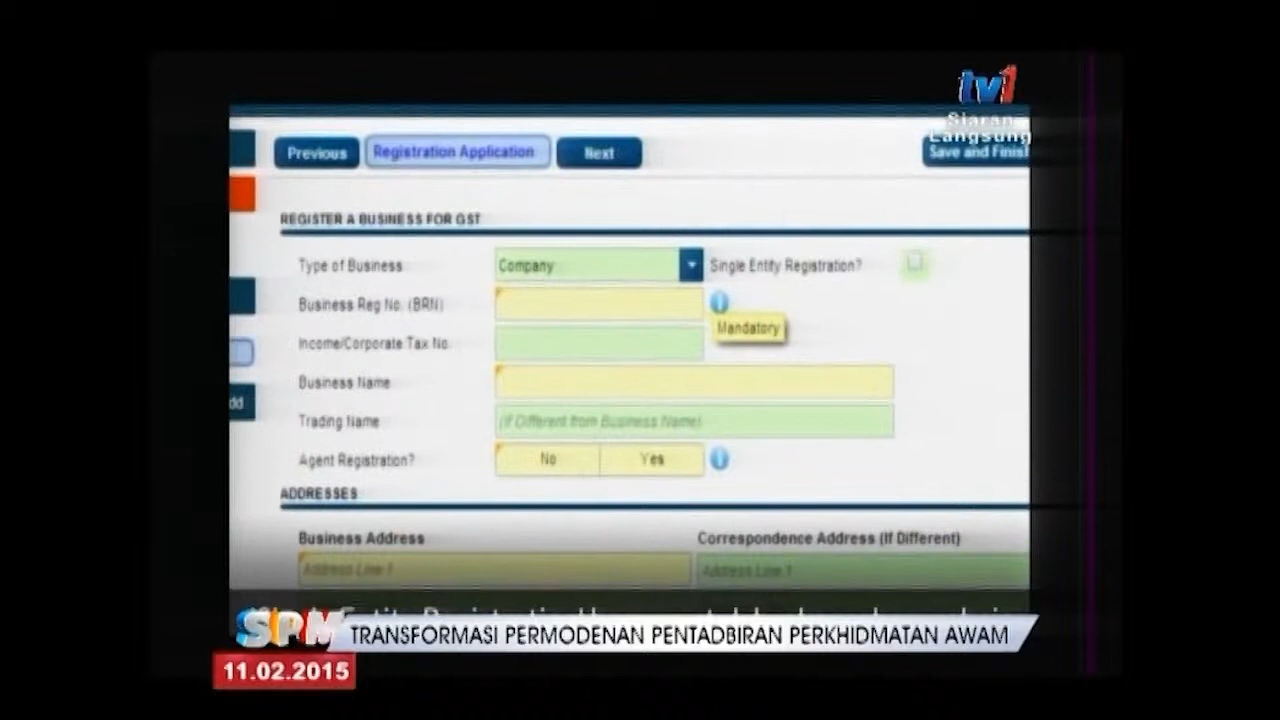 tv1
Siaran
Langsung
Previous
Registration Application
Next
Save and Finish
REGISTER A BUSINESS FOR GST
Type of Business
Company
Single Entity Registration?
Business Reg No. (BRN)
Mandatory
Income/Corporate Tax No.
Business Name
dd
Trading Name
(If Different from Business Name)
Agent Registration?
No
Yes
ADDRESSES
Business Address
Correspondence Address (If Different)
Address Line 1
Address Line 1
SPM
TRANSFORMASI PERMODENAN PENTADBIRAN PERKHIDMATAN AWAM
11.02.2015